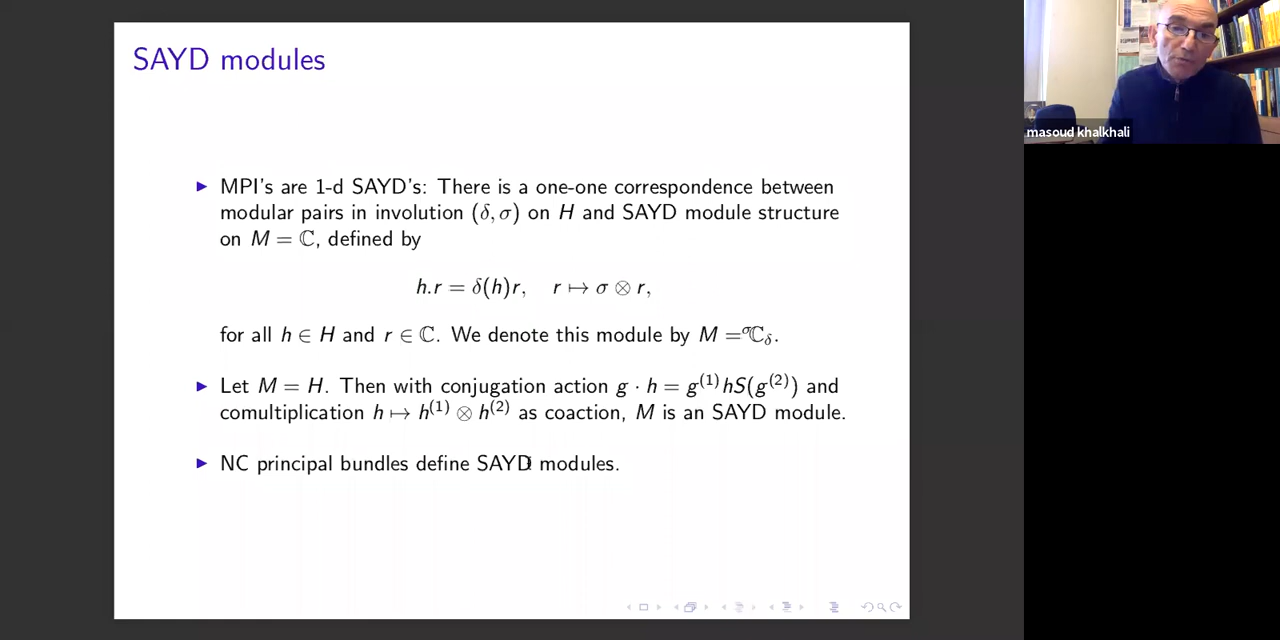 SAYD modules
▶ MPI's are 1-d SAYD's: There is a one-one correspondence between
modular pairs in involution (δ, σ) on H and SAYD module structure
on M = ℂ, defined by
h.r = δ(h)r,    r ↦ σ ⊗ r,
for all h ∈ H and r ∈ ℂ. We denote this module by M = ^σℂ_δ.
▶ Let M = H. Then with conjugation action g · h = g^(1)hS(g^(2)) and
comultiplication h ↦ h^(1) ⊗ h^(2) as coaction, M is an SAYD module.
▶ NC principal bundles define SAYD modules.
masoud khalkhali